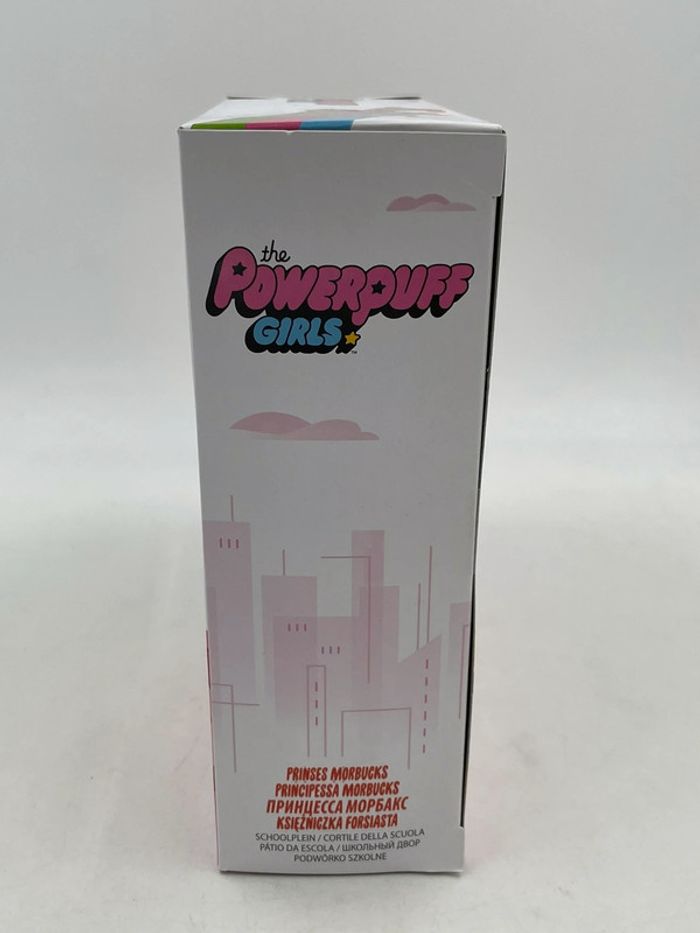 the
POWERPUFF
GIRLS
TM
PRINSES MORBUCKS
PRINCIPESSA MORBUCKS
ПРИНЦЕССА МОРБАКС
KSIĘŻNICZKA FORSIASTA
SCHOOLPLEIN / CORTILE DELLA SCUOLA
PÁTIO DA ESCOLA / ШКОЛЬНЫЙ ДВОР
PODWÓRKO SZKOLNE